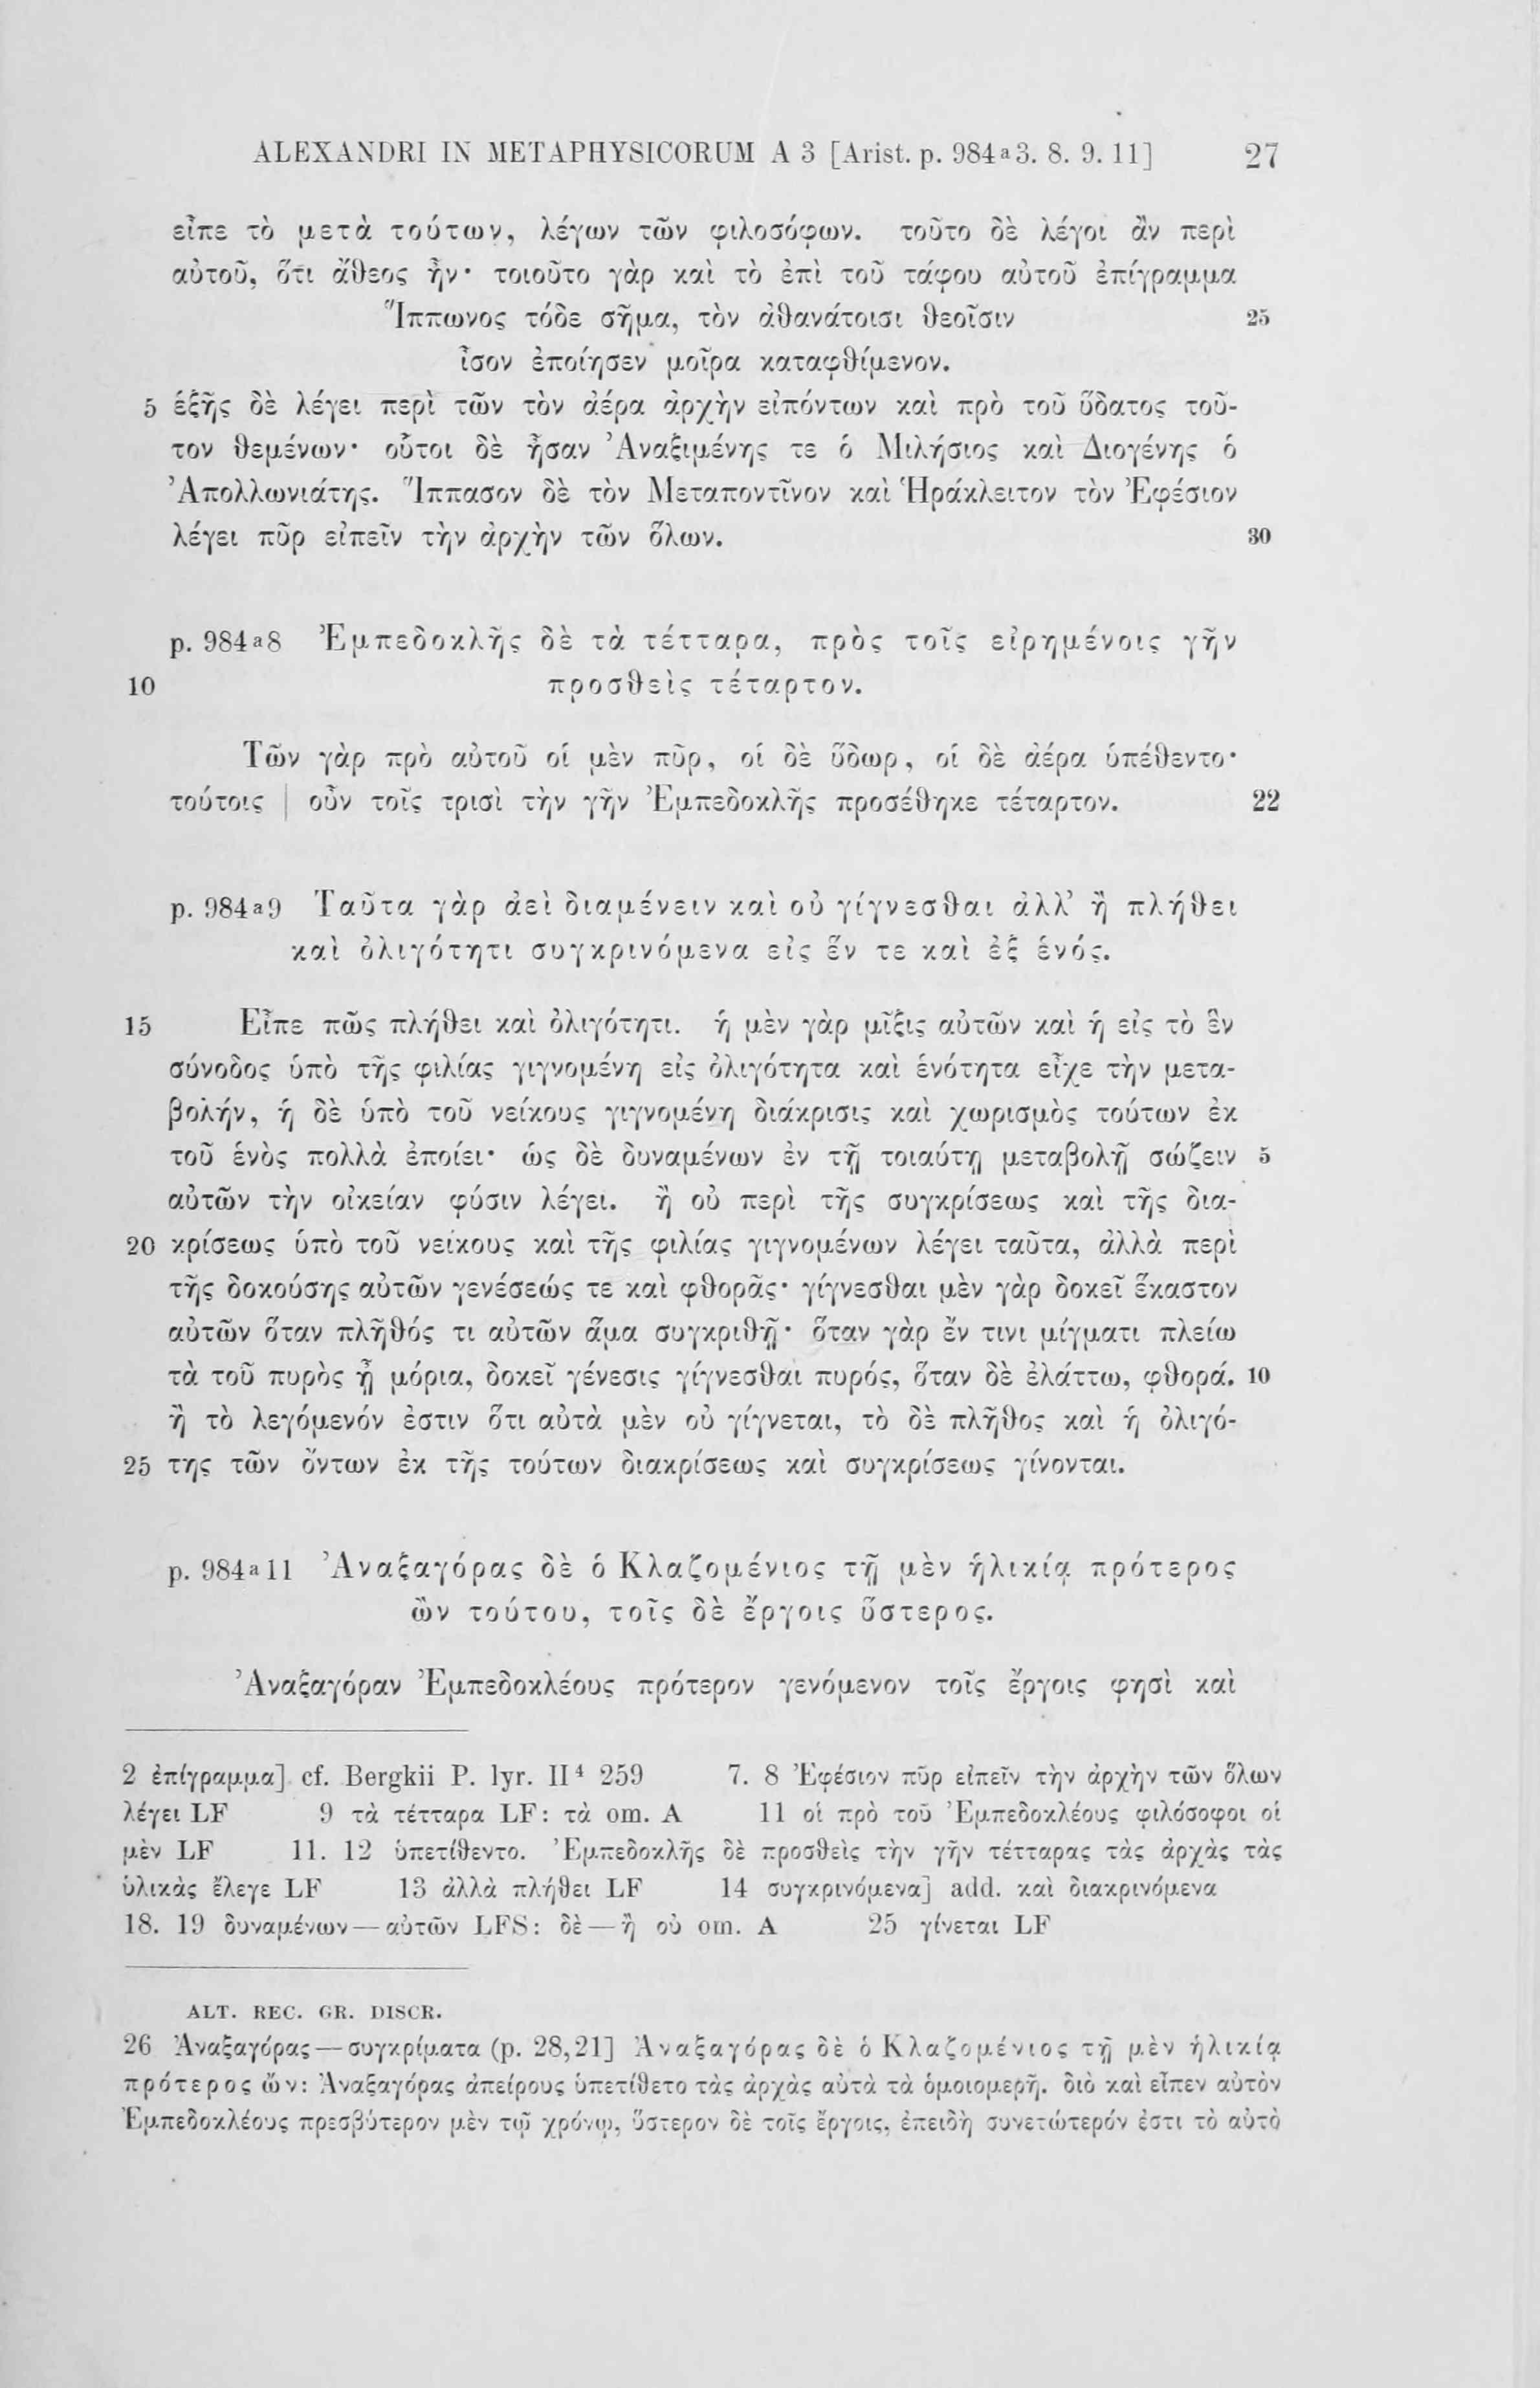 ALEXANDRI IN METAPHYSICORUM A 3 [Arist. p. 984a3. 8. 9. 11] 27
εἶπε τὸ μετὰ τούτων, λέγων τῶν φιλοσόφων. τοῦτο δὲ λέγοι ἂν περὶ
αὐτοῦ, ὅτι ἄθεος ἦν· τοιοῦτο γὰρ καὶ τὸ ἐπὶ τοῦ τάφου αὐτοῦ ἐπίγραμμα
Ἵππωνος τόδε σῆμα, τὸν ἀθανάτοισι θεοῖσιν 25
ἶσον ἐποίησεν μοῖρα καταφθίμενον.
5 ἑξῆς δὲ λέγει περὶ τῶν τὸν ἀέρα ἀρχὴν εἰπόντων καὶ πρὸ τοῦ ὕδατος τοῦ-
τον θεμένων· οὗτοι δὲ ἦσαν Ἀναξιμένης τε ὁ Μιλήσιος καὶ Διογένης ὁ
Ἀπολλωνιάτης. Ἵππασον δὲ τὸν Μεταποντῖνον καὶ Ἡράκλειτον τὸν Ἐφέσιον
λέγει πῦρ εἰπεῖν τὴν ἀρχὴν τῶν ὅλων. 30
p. 984a8 Ἐμπεδοκλῆς δὲ τὰ τέτταρα, πρὸς τοῖς εἰρημένοις γῆν
10 προσθεὶς τέταρτον.
Τῶν γὰρ πρὸ αὐτοῦ οἱ μὲν πῦρ, οἱ δὲ ὕδωρ, οἱ δὲ ἀέρα ὑπέθεντο·
τούτοις | οὖν τοῖς τρισὶ τὴν γῆν Ἐμπεδοκλῆς προσέθηκε τέταρτον. 22
p. 984a9 Ταῦτα γὰρ ἀεὶ διαμένειν καὶ οὐ γίγνεσθαι ἀλλ’ ἢ πλήθει
καὶ ὀλιγότητι συγκρινόμενα εἰς ἕν τε καὶ ἐξ ἑνός.
15 Εἶπε πῶς πλήθει καὶ ὀλιγότητι. ἡ μὲν γὰρ μῖξις αὐτῶν καὶ ἡ εἰς τὸ ἓν
σύνοδος ὑπὸ τῆς φιλίας γιγνομένη εἰς ὀλιγότητα καὶ ἑνότητα εἶχε τὴν μετα-
βολήν, ἡ δὲ ὑπὸ τοῦ νείκους γιγνομένη διάκρισις καὶ χωρισμὸς τούτων ἐκ
τοῦ ἑνὸς πολλὰ ἐποίει· ὡς δὲ δυναμένων ἐν τῇ τοιαύτῃ μεταβολῇ σώζειν 5
αὐτῶν τὴν οἰκείαν φύσιν λέγει. ἢ οὐ περὶ τῆς συγκρίσεως καὶ τῆς δια-
20 κρίσεως ὑπὸ τοῦ νείκους καὶ τῆς φιλίας γιγνομένων λέγει ταῦτα, ἀλλὰ περὶ
τῆς δοκούσης αὐτῶν γενέσεώς τε καὶ φθορᾶς· γίγνεσθαι μὲν γὰρ δοκεῖ ἕκαστον
αὐτῶν ὅταν πλῆθός τι αὐτῶν ἅμα συγκριθῇ· ὅταν γὰρ ἔν τινι μίγματι πλείω
τὰ τοῦ πυρὸς ᾖ μόρια, δοκεῖ γένεσις γίγνεσθαι πυρός, ὅταν δὲ ἐλάττω, φθορά. 10
ἢ τὸ λεγόμενόν ἐστιν ὅτι αὐτὰ μὲν οὐ γίγνεται, τὸ δὲ πλῆθος καὶ ἡ ὀλιγό-
25 της τῶν ὄντων ἐκ τῆς τούτων διακρίσεως καὶ συγκρίσεως γίνονται.
p. 984a11 Ἀναξαγόρας δὲ ὁ Κλαζομένιος τῇ μὲν ἡλικίᾳ πρότερος
ὢν τούτου, τοῖς δὲ ἔργοις ὕστερος.
Ἀναξαγόραν Ἐμπεδοκλέους πρότερον γενόμενον τοῖς ἔργοις φησὶ καὶ
2 ἐπίγραμμα] cf. Bergkii P. lyr. II4 259 7. 8 Ἐφέσιον πῦρ εἰπεῖν τὴν ἀρχὴν τῶν ὅλων
λέγει LF 9 τὰ τέτταρα LF: τὰ om. A 11 οἱ πρὸ τοῦ Ἐμπεδοκλέους φιλόσοφοι οἱ
μὲν LF 11. 12 ὑπετίθεντο. Ἐμπεδοκλῆς δὲ προσθεὶς τὴν γῆν τέτταρας τὰς ἀρχὰς τὰς
ὑλικὰς ἔλεγε LF 13 ἀλλὰ πλήθει LF 14 συγκρινόμενα] add. καὶ διακρινόμενα
18. 19 δυναμένων — αὐτῶν LFS: δὲ — ἢ οὐ om. A 25 γίνεται LF
ALT. REC. GR. DISCR.
26 Ἀναξαγόρας — συγκρίματα (p. 28,21] Ἀναξαγόρας δὲ ὁ Κλαζομένιος τῇ μὲν ἡλικίᾳ
πρότερος ὤν: Ἀναξαγόρας ἀπείρους ὑπετίθετο τὰς ἀρχὰς αὐτὰ τὰ ὁμοιομερῆ. διὸ καὶ εἶπεν αὐτὸν
Ἐμπεδοκλέους πρεσβύτερον μὲν τῷ χρόνῳ, ὕστερον δὲ τοῖς ἔργοις, ἐπειδὴ συνετώτερόν ἐστι τὸ αὐτὸ